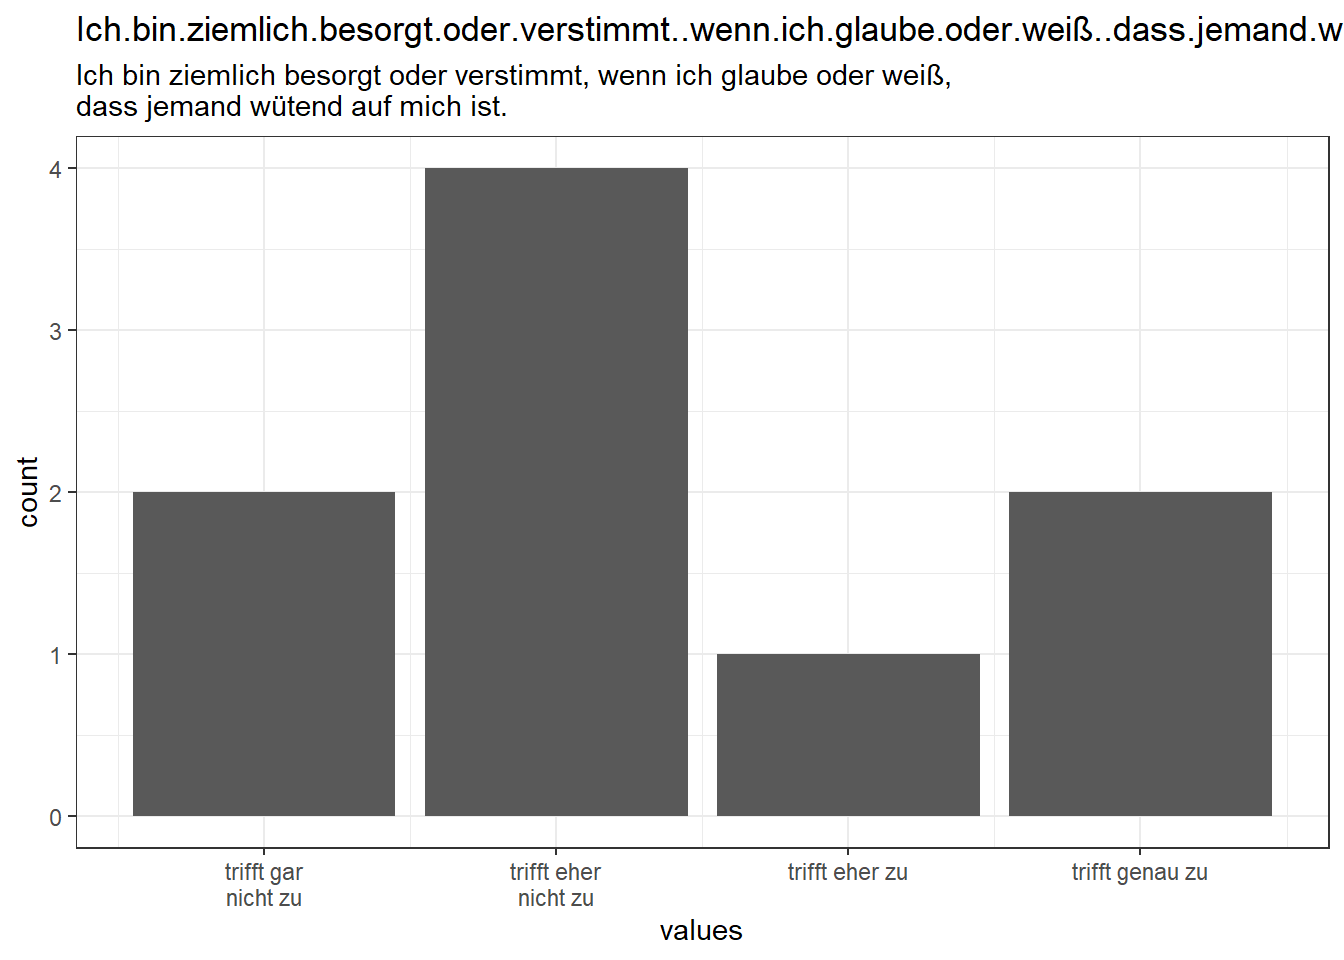 Ich.bin.ziemlich.besorgt.oder.verstimmt..wenn.ich.glaube.oder.weiß..dass.jemand.w
Ich bin ziemlich besorgt oder verstimmt, wenn ich glaube oder weiß,
dass jemand wütend auf mich ist.
4
3
2
1
0
count
trifft gar
nicht zu
trifft eher
nicht zu
trifft eher zu
trifft genau zu
values